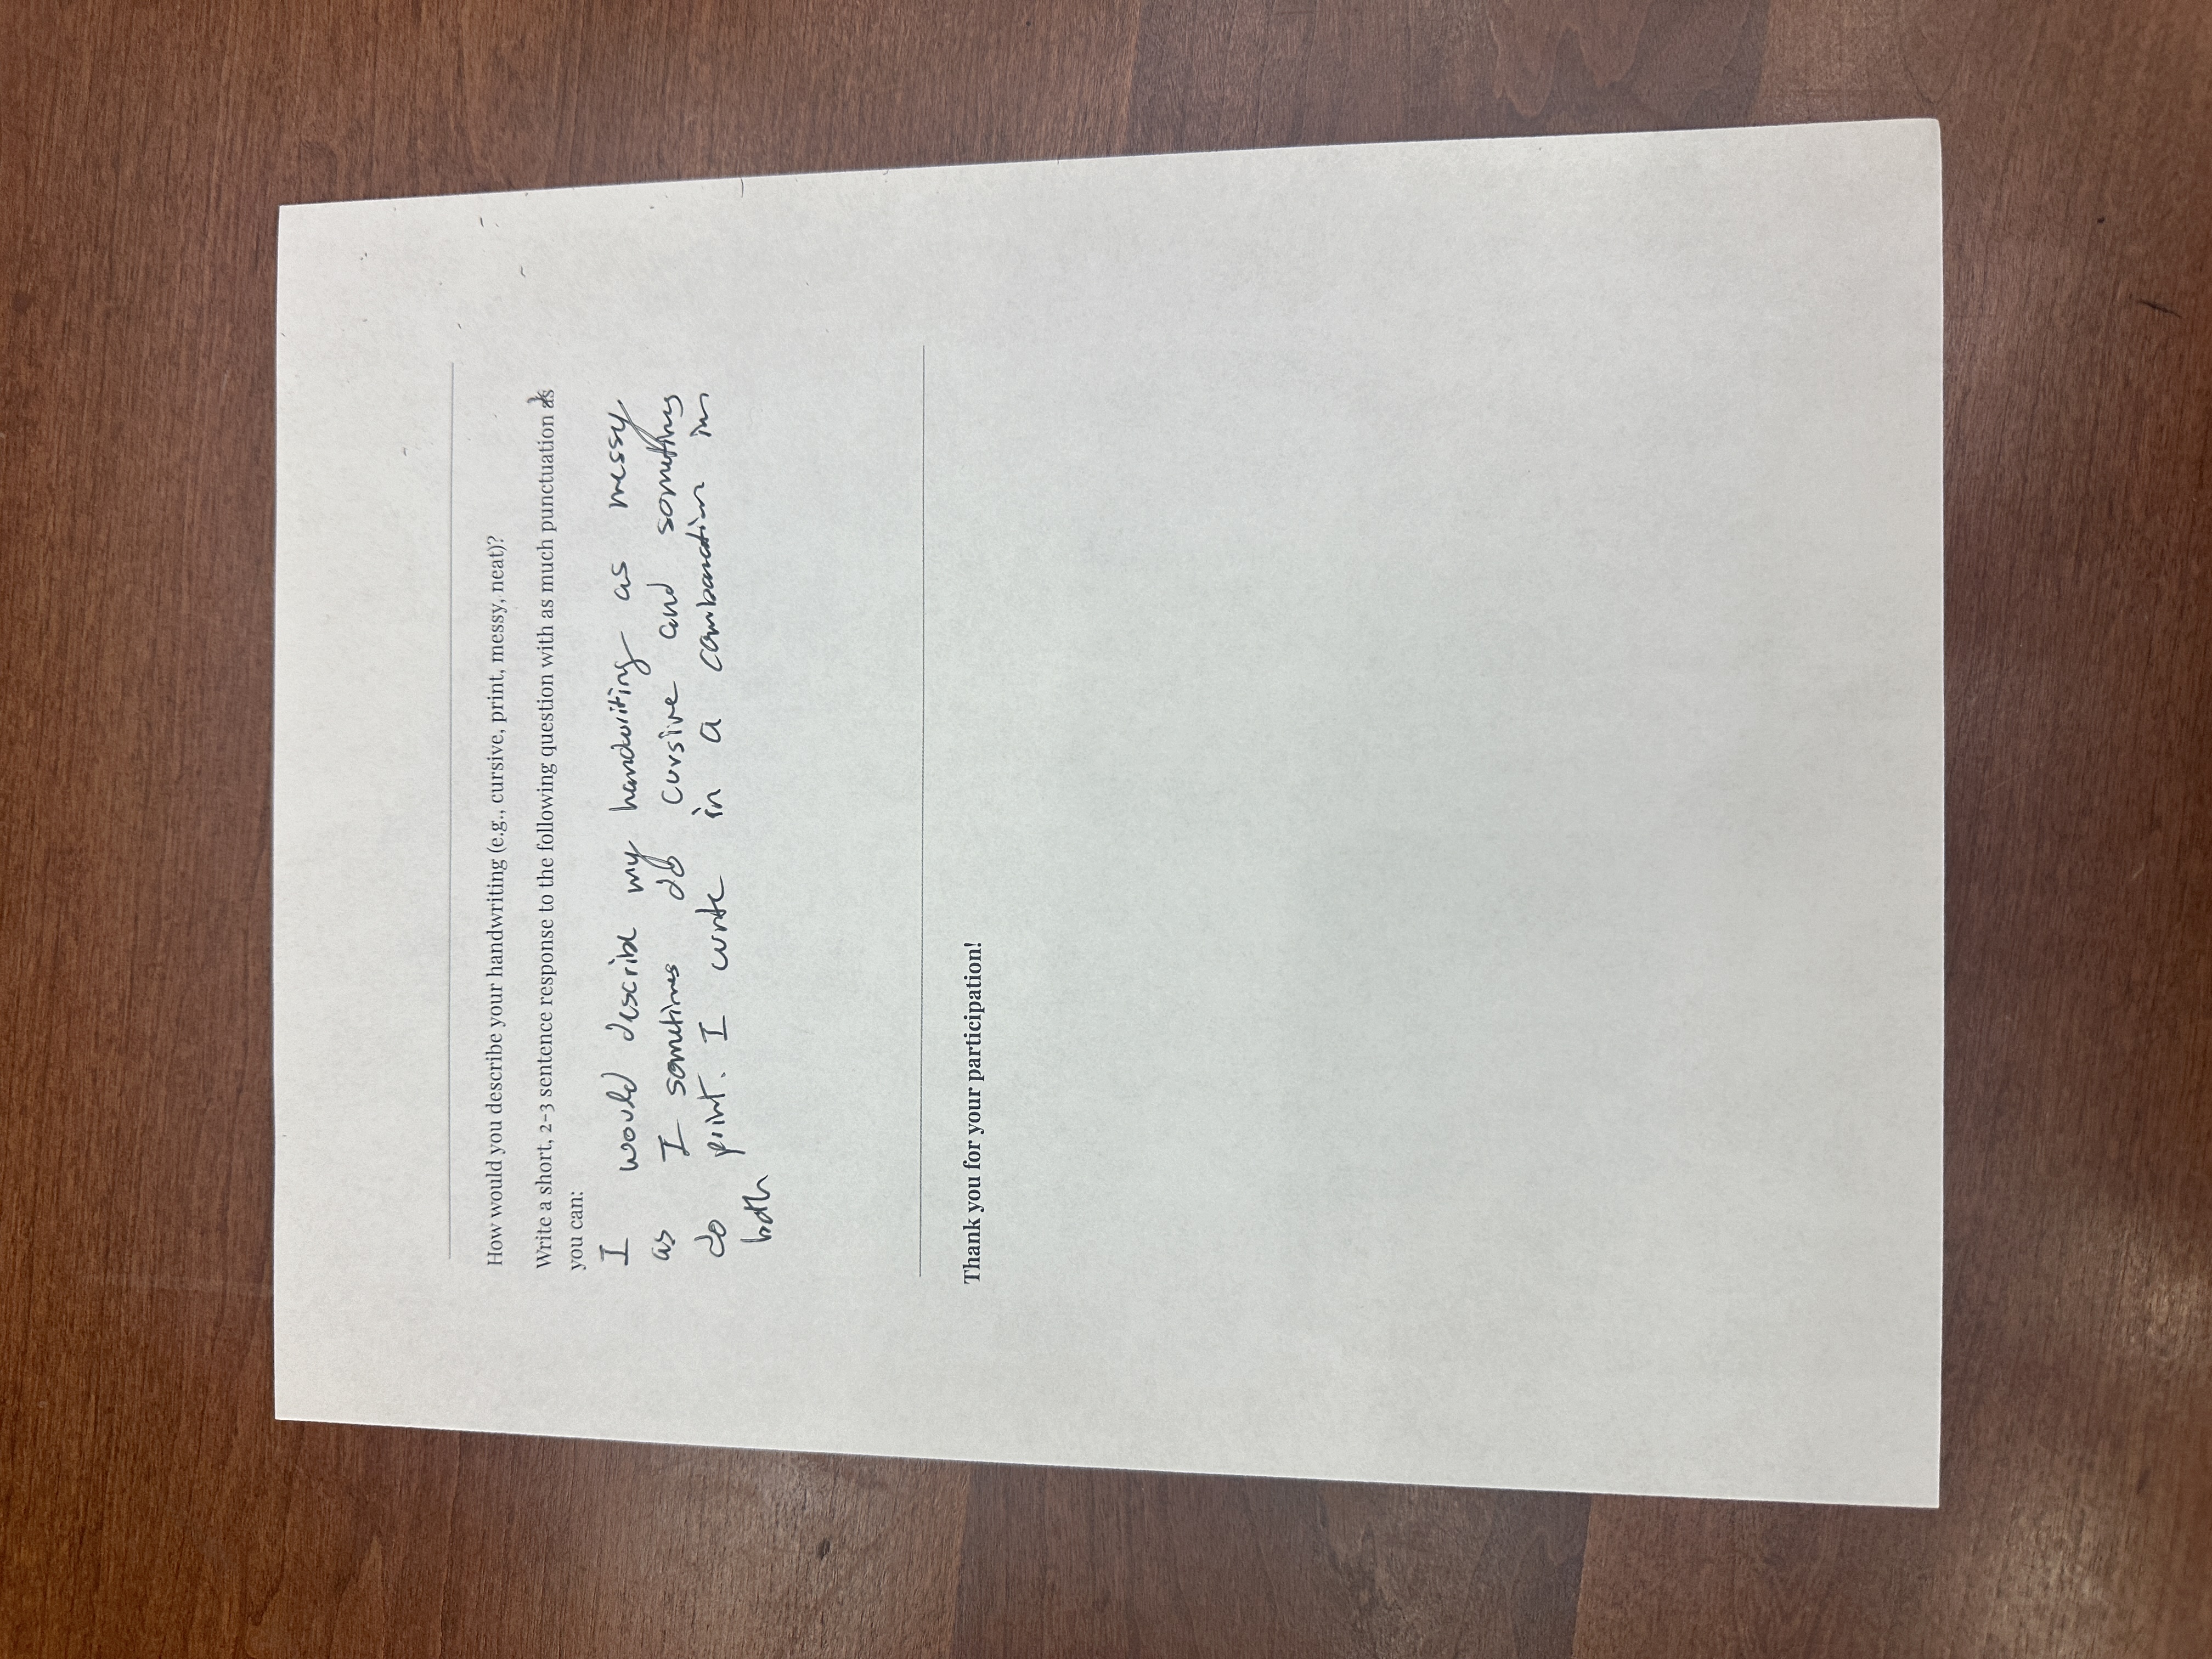 How would you describe your handwriting (e.g., cursive, print, messy, neat)?
Write a short, 2-3 sentence response to the following question with as much punctuation as
you can:
I would describe my handwriting as messy
as I sometimes do cursive and sometimes
do print. I write in a combanation in
both
Thank you for your participation!